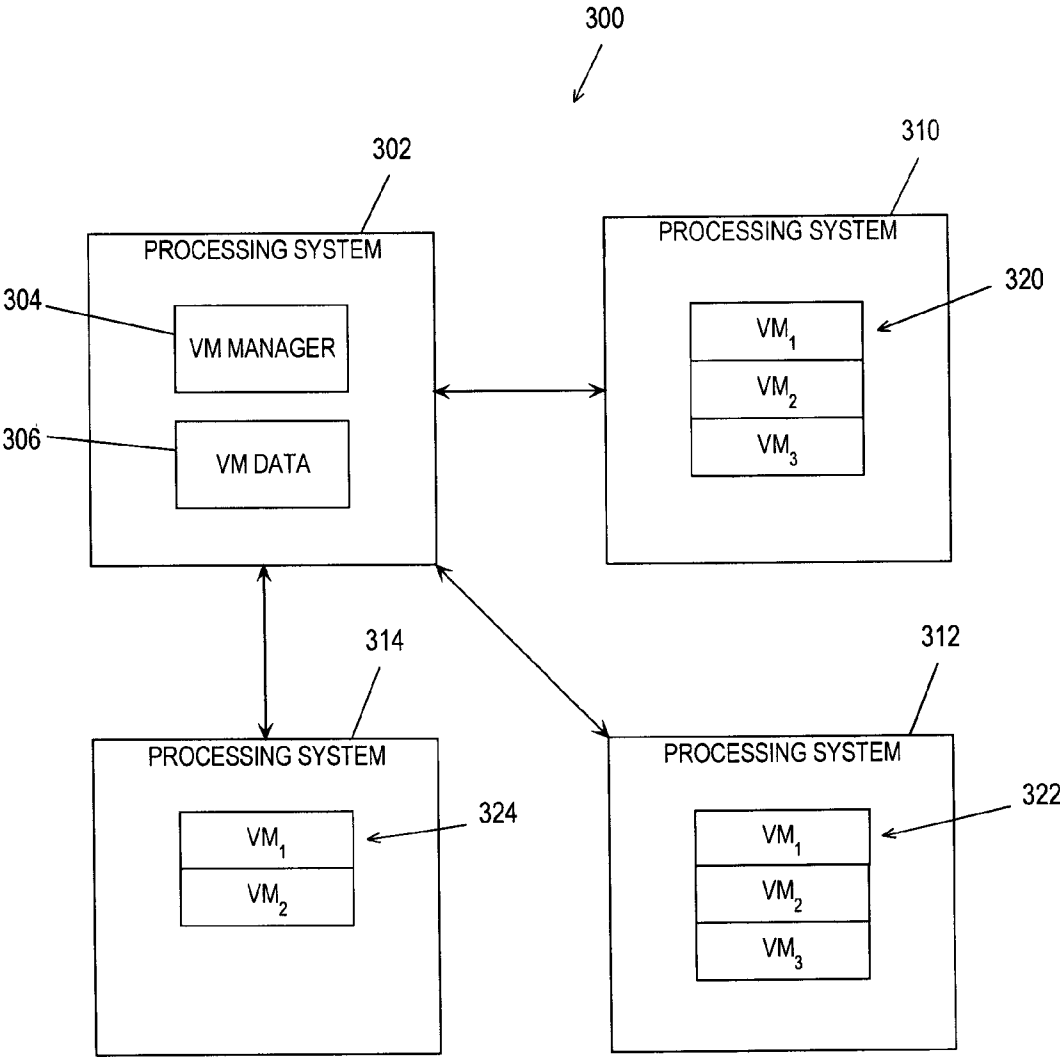 300
302
PROCESSING SYSTEM
304
VM MANAGER
306
VM DATA
310
PROCESSING SYSTEM
320
VM1
VM2
VM3
314
PROCESSING SYSTEM
324
VM1
VM2
312
PROCESSING SYSTEM
322
VM1
VM2
VM3